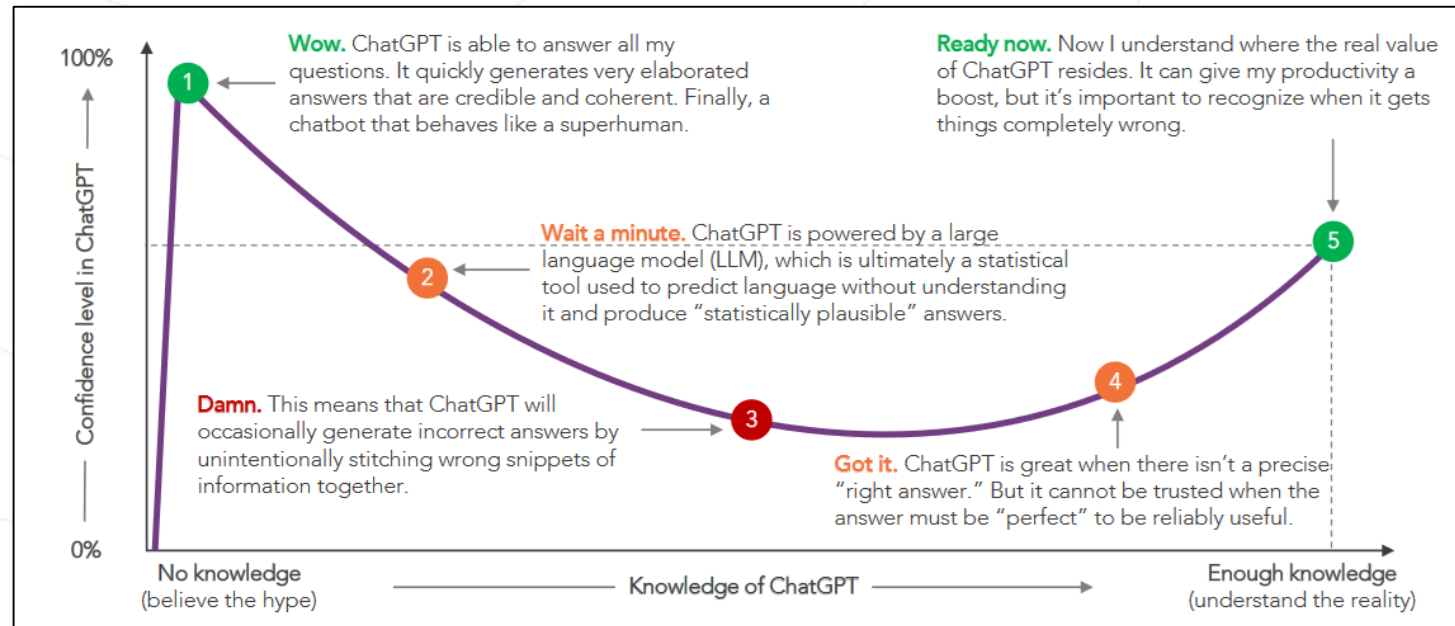 100%
Confidence level in ChatGPT
0%
1
Wow. ChatGPT is able to answer all my
questions. It quickly generates very elaborated
answers that are credible and coherent. Finally, a
chatbot that behaves like a superhuman.
2
Wait a minute. ChatGPT is powered by a large
language model (LLM), which is ultimately a statistical
tool used to predict language without understanding
it and produce “statistically plausible” answers.
3
Damn. This means that ChatGPT will
occasionally generate incorrect answers by
unintentionally stitching wrong snippets of
information together.
4
Got it. ChatGPT is great when there isn’t a precise
“right answer.” But it cannot be trusted when the
answer must be “perfect” to be reliably useful.
Ready now. Now I understand where the real value
of ChatGPT resides. It can give my productivity a
boost, but it’s important to recognize when it gets
things completely wrong.
5
No knowledge
(believe the hype)
Knowledge of ChatGPT
Enough knowledge
(understand the reality)